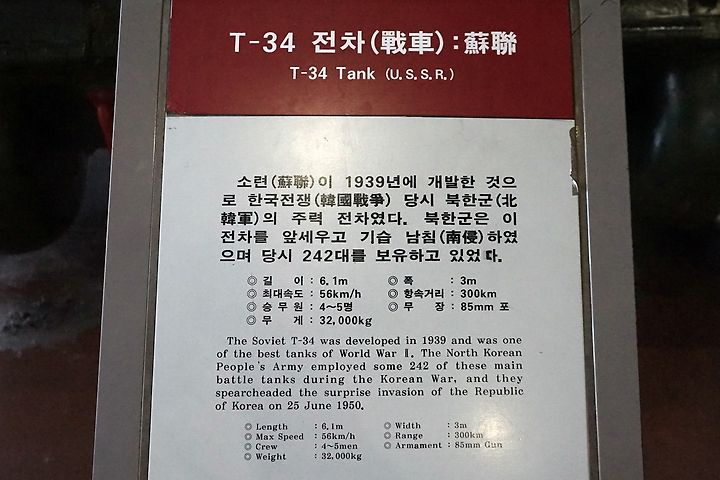 T-34 전차(戰車) : 蘇聯
T-34 Tank (U.S.S.R.)
소련(蘇聯)이 1939년에 개발한 것으
로 한국전쟁(韓國戰爭) 당시 북한군(北
韓軍)의 주력 전차였다. 북한군은 이
전차를 앞세우고 기습 남침(南侵)하였
으며 당시 242대를 보유하고 있었다.
◎ 길 이 : 6.1m ◎ 폭 : 3m
◎ 최대속도 : 56km/h ◎ 항속거리 : 300km
◎ 승 무 원 : 4~5명 ◎ 무 장 : 85mm 포
◎ 무 게 : 32,000kg
The Soviet T-34 was developed in 1939 and was one
of the best tanks of World War Ⅱ. The North Korean
People's Army employed some 242 of these main
battle tanks during the Korean War, and they
spearcheaded the surprise invasion of the Republic
of Korea on 25 June 1950.
◎ Length : 6.1m ◎ Width : 3m
◎ Max Speed : 56km/h ◎ Range : 300km
◎ Crew : 4~5men ◎ Armament : 85mm Gun
◎ Weight : 32,000kg